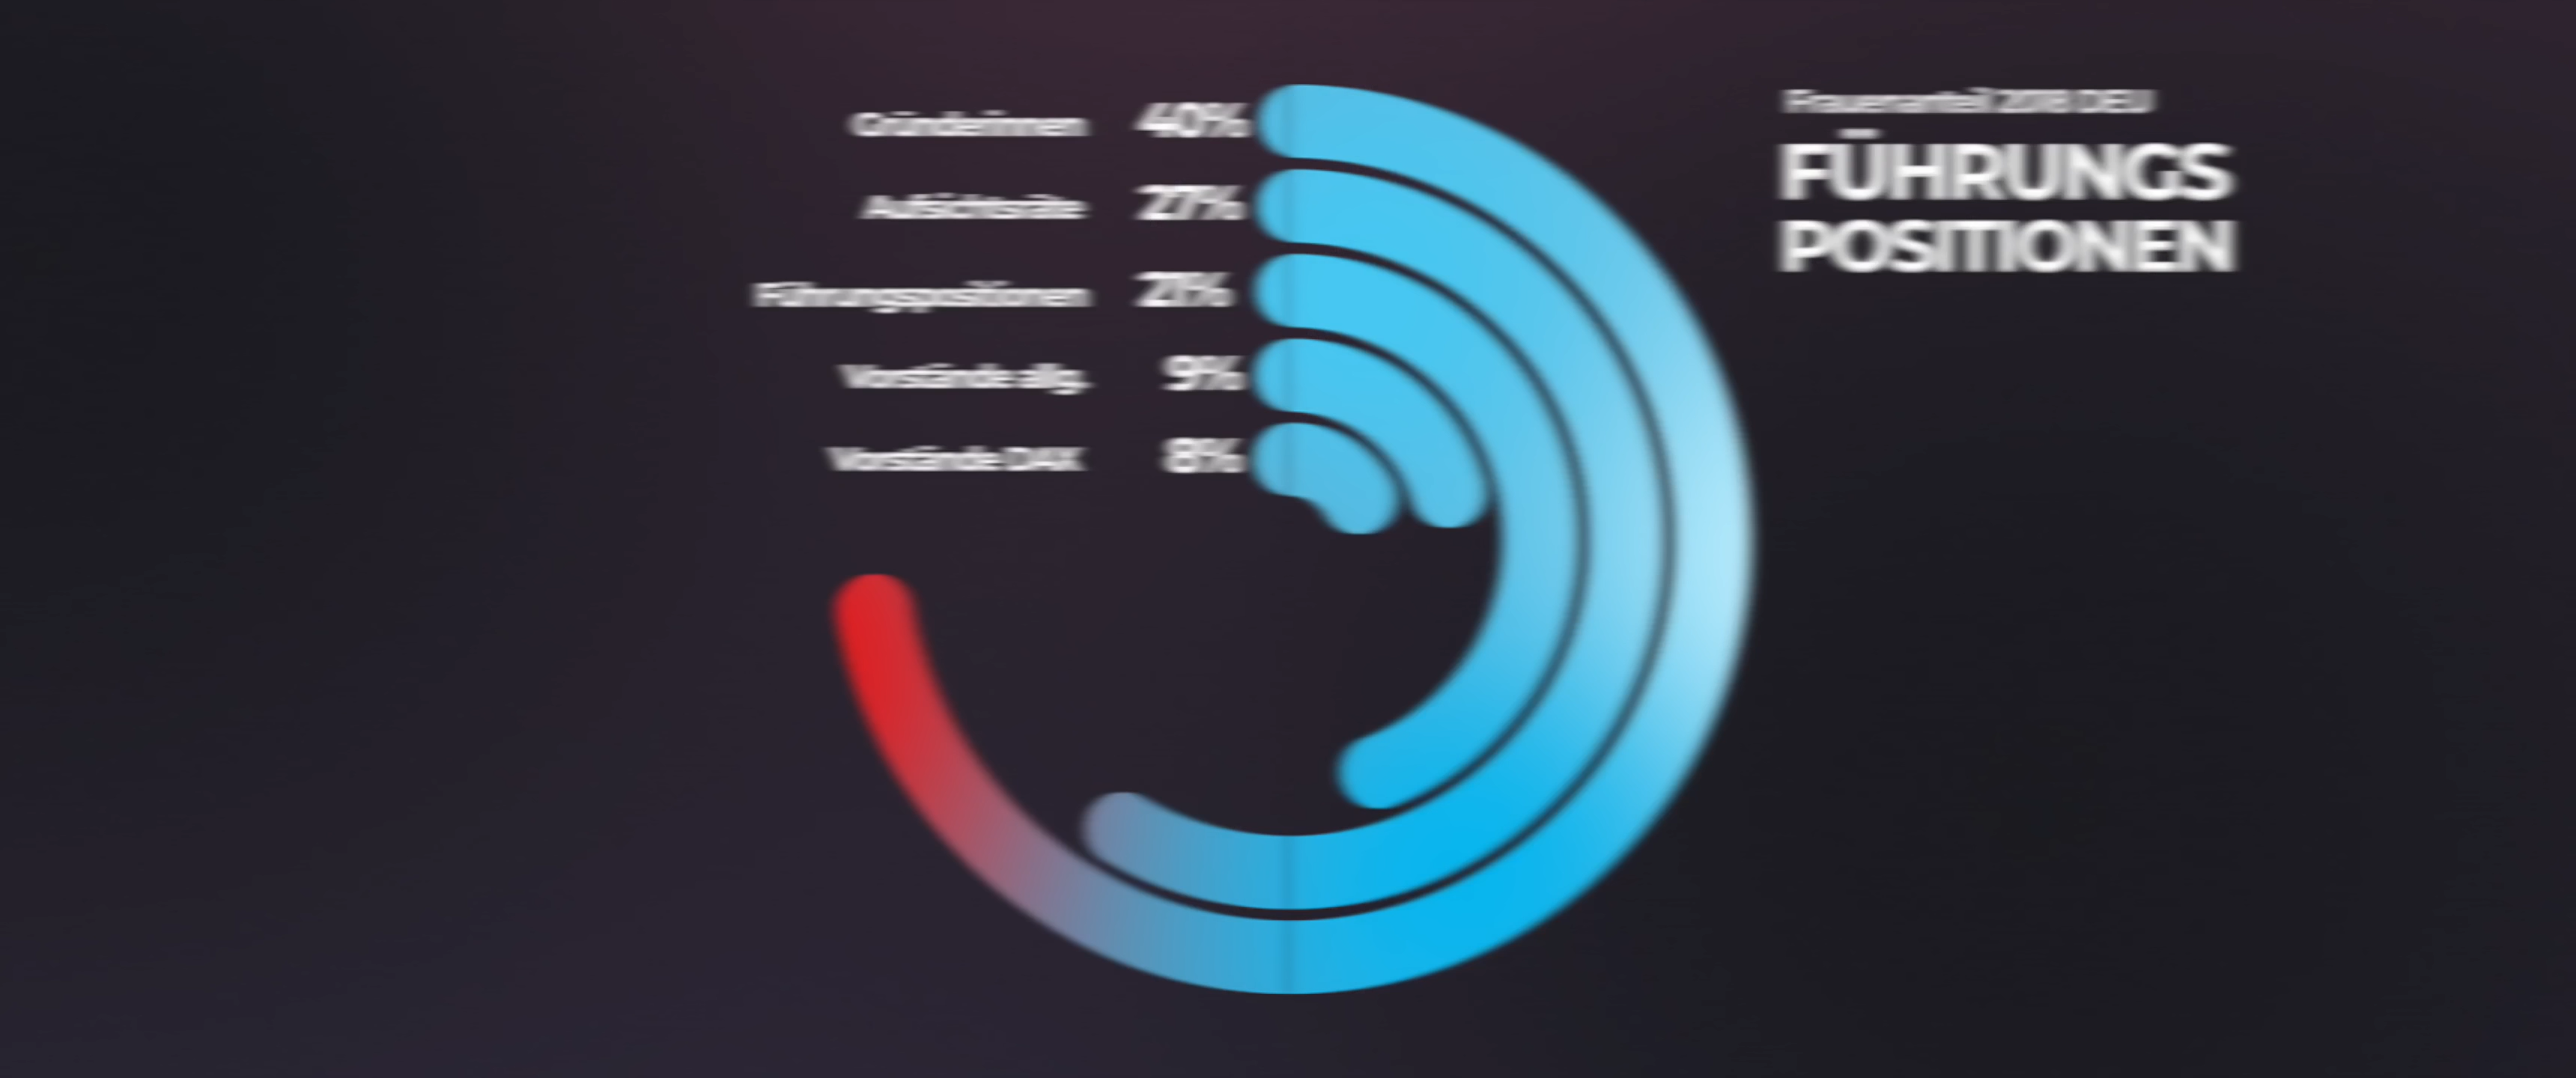 Gründerinnen 40%
Aufsichtsräte 27%
Führungspositionen 21%
Vorstände allg. 9%
Vorstände DAX 8%
Frauenanteil 2018 DEU
FÜHRUNGS
POSITIONEN